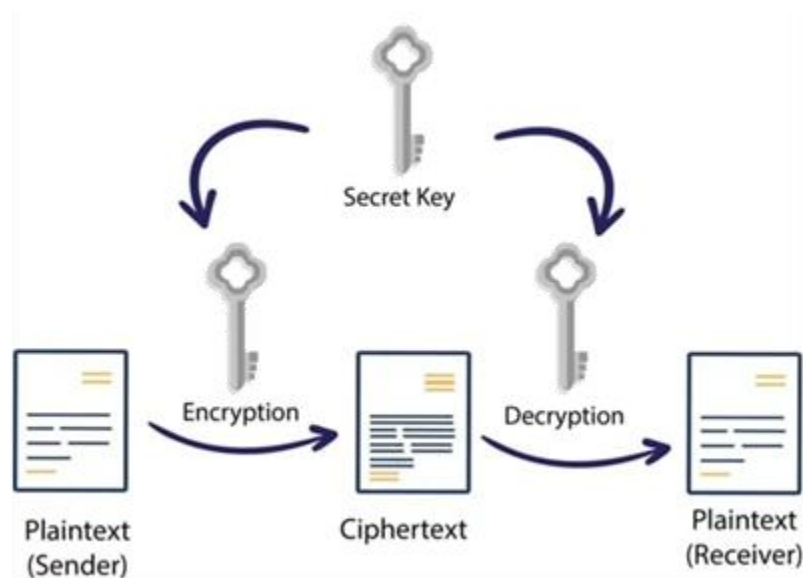 Secret Key
Encryption
Decryption
Plaintext
(Sender)
Ciphertext
Plaintext
(Receiver)